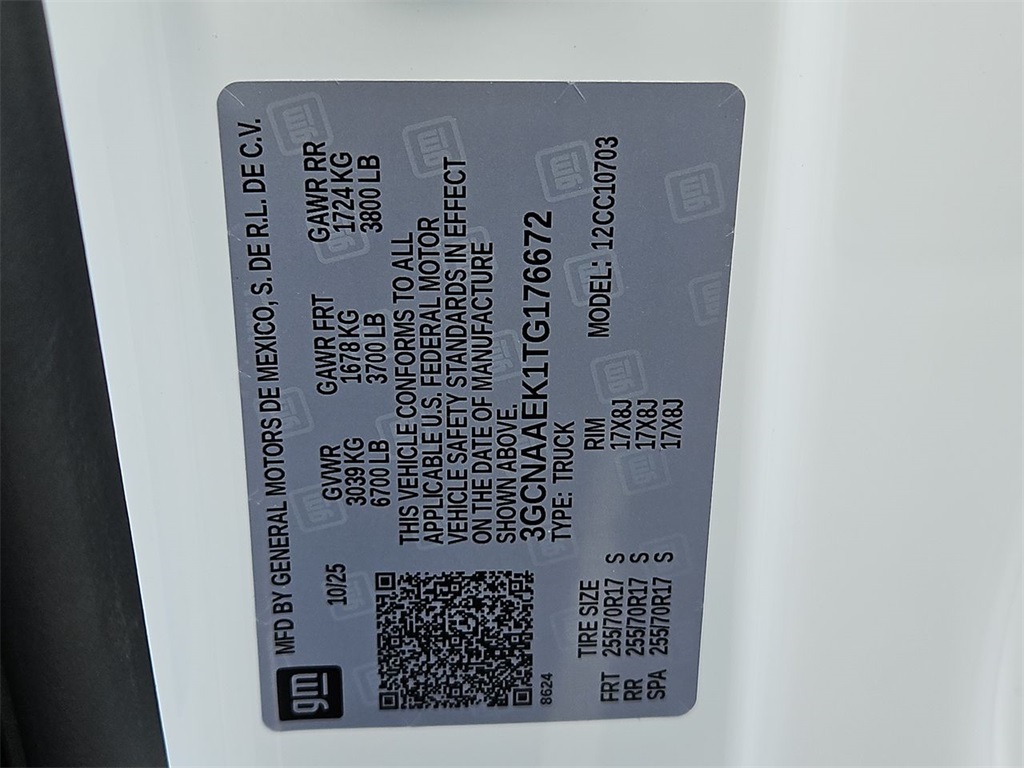 gm
MFD BY GENERAL MOTORS DE MEXICO, S. DE R.L. DE C.V.
10/25 GVWR GAWR FRT GAWR RR
3039 KG 1678 KG 1724 KG
6700 LB 3700 LB 3800 LB
THIS VEHICLE CONFORMS TO ALL
APPLICABLE U.S. FEDERAL MOTOR
VEHICLE SAFETY STANDARDS IN EFFECT
ON THE DATE OF MANUFACTURE
SHOWN ABOVE.
3GCNAAEK1TG176672
8624 TYPE: TRUCK MODEL: 12CC10703
TIRE SIZE RIM
FRT 255/70R17 S 17X8J
RR 255/70R17 S 17X8J
SPA 255/70R17 S 17X8J